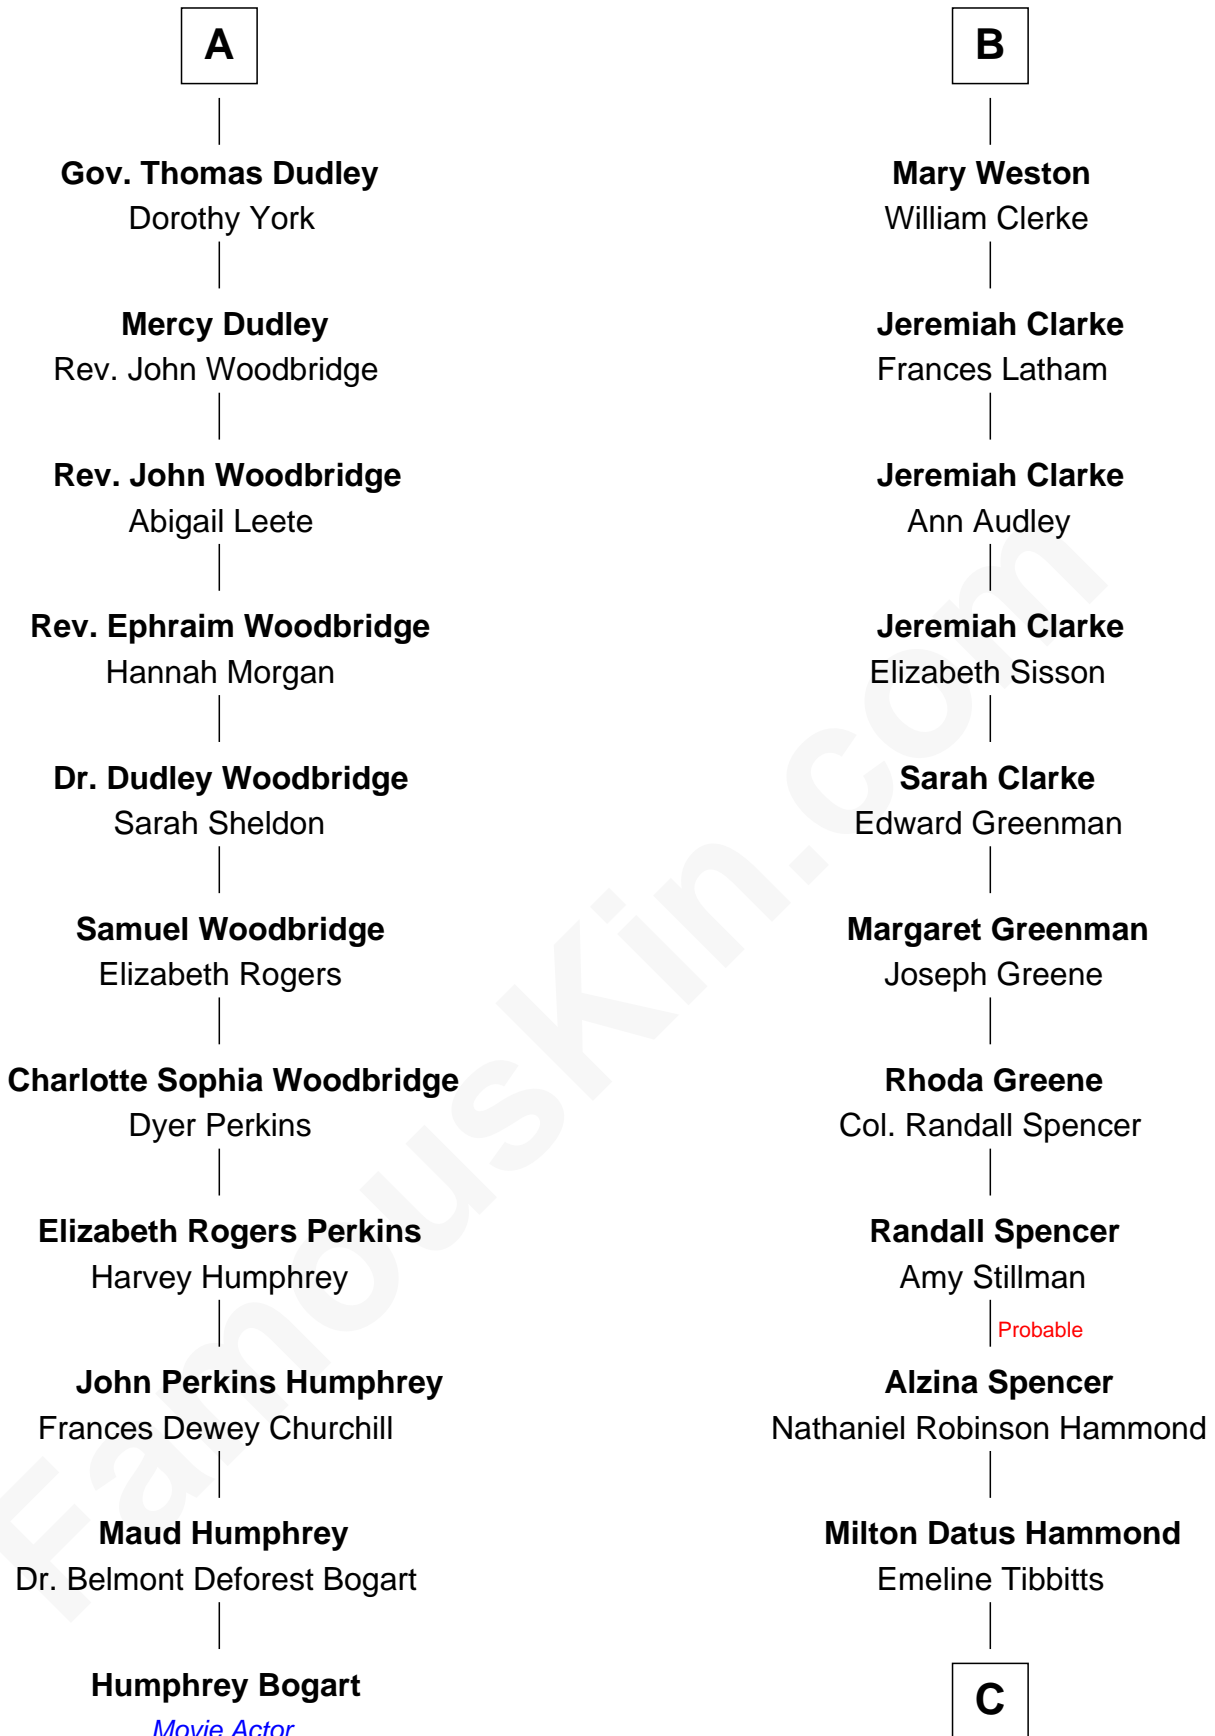 A
Gov. Thomas Dudley
Dorothy York
Mercy Dudley
Rev. John Woodbridge
Rev. John Woodbridge
Abigail Leete
Rev. Ephraim Woodbridge
Hannah Morgan
Dr. Dudley Woodbridge
Sarah Sheldon
Samuel Woodbridge
Elizabeth Rogers
Charlotte Sophia Woodbridge
Dyer Perkins
Elizabeth Rogers Perkins
Harvey Humphrey
John Perkins Humphrey
Frances Dewey Churchill
Maud Humphrey
Dr. Belmont Deforest Bogart
Humphrey Bogart
Movie Actor
B
Mary Weston
William Clerke
Jeremiah Clarke
Frances Latham
Jeremiah Clarke
Ann Audley
Jeremiah Clarke
Elizabeth Sisson
Sarah Clarke
Edward Greenman
Margaret Greenman
Joseph Greene
Rhoda Greene
Col. Randall Spencer
Randall Spencer
Amy Stillman
Probable
Alzina Spencer
Nathaniel Robinson Hammond
Milton Datus Hammond
Emeline Tibbitts
C
FamousKin.com